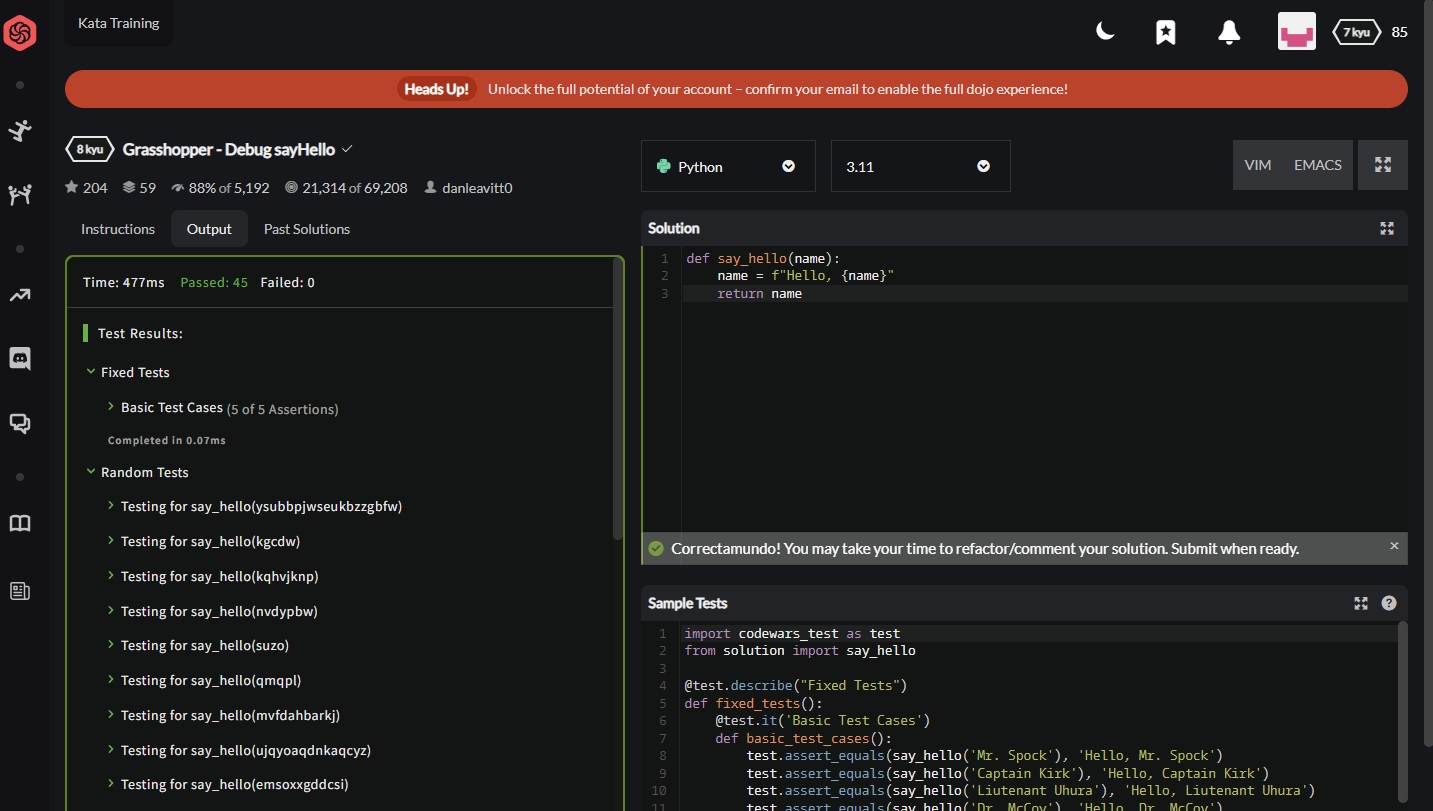 Kata Training
7 kyu 85
Heads Up! Unlock the full potential of your account – confirm your email to enable the full dojo experience!
8 kyu Grasshopper - Debug sayHello
204 59 88% of 5,192 21,314 of 69,208 danleavitt0
Instructions Output Past Solutions
Time: 477ms Passed: 45 Failed: 0
Test Results:
Fixed Tests
Basic Test Cases (5 of 5 Assertions)
Completed in 0.07ms
Random Tests
Testing for say_hello(ysubbpjwseukbzzgbfw)
Testing for say_hello(kgcdw)
Testing for say_hello(kqhvjknp)
Testing for say_hello(nvdypbw)
Testing for say_hello(suzo)
Testing for say_hello(qmqpl)
Testing for say_hello(mvfdahbarkj)
Testing for say_hello(ujqyoaqdnkaqcyz)
Testing for say_hello(emsoxxgddcsi)
Python 3.11 VIM EMACS
Solution
1 def say_hello(name):
2 name = f"Hello, {name}"
3 return name
Correctamundo! You may take your time to refactor/comment your solution. Submit when ready.
Sample Tests
1 import codewars_test as test
2 from solution import say_hello
3
4 @test.describe("Fixed Tests")
5 def fixed_tests():
6 @test.it('Basic Test Cases')
7 def basic_test_cases():
8 test.assert_equals(say_hello('Mr. Spock'), 'Hello, Mr. Spock')
9 test.assert_equals(say_hello('Captain Kirk'), 'Hello, Captain Kirk')
10 test.assert_equals(say_hello('Liutenant Uhura'), 'Hello, Liutenant Uhura')
11 test.assert_equals(say_hello('Dr. McCoy'), 'Hello, Dr. McCoy')